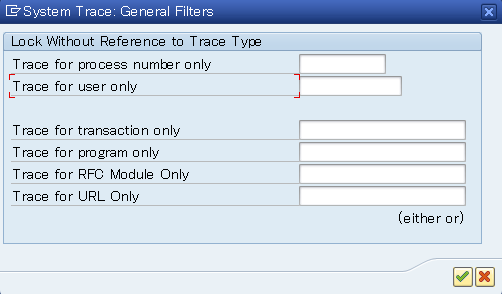 System Trace: General Filters
Lock Without Reference to Trace Type
Trace for process number only
Trace for user only
Trace for transaction only
Trace for program only
Trace for RFC Module Only
Trace for URL Only
(either or)